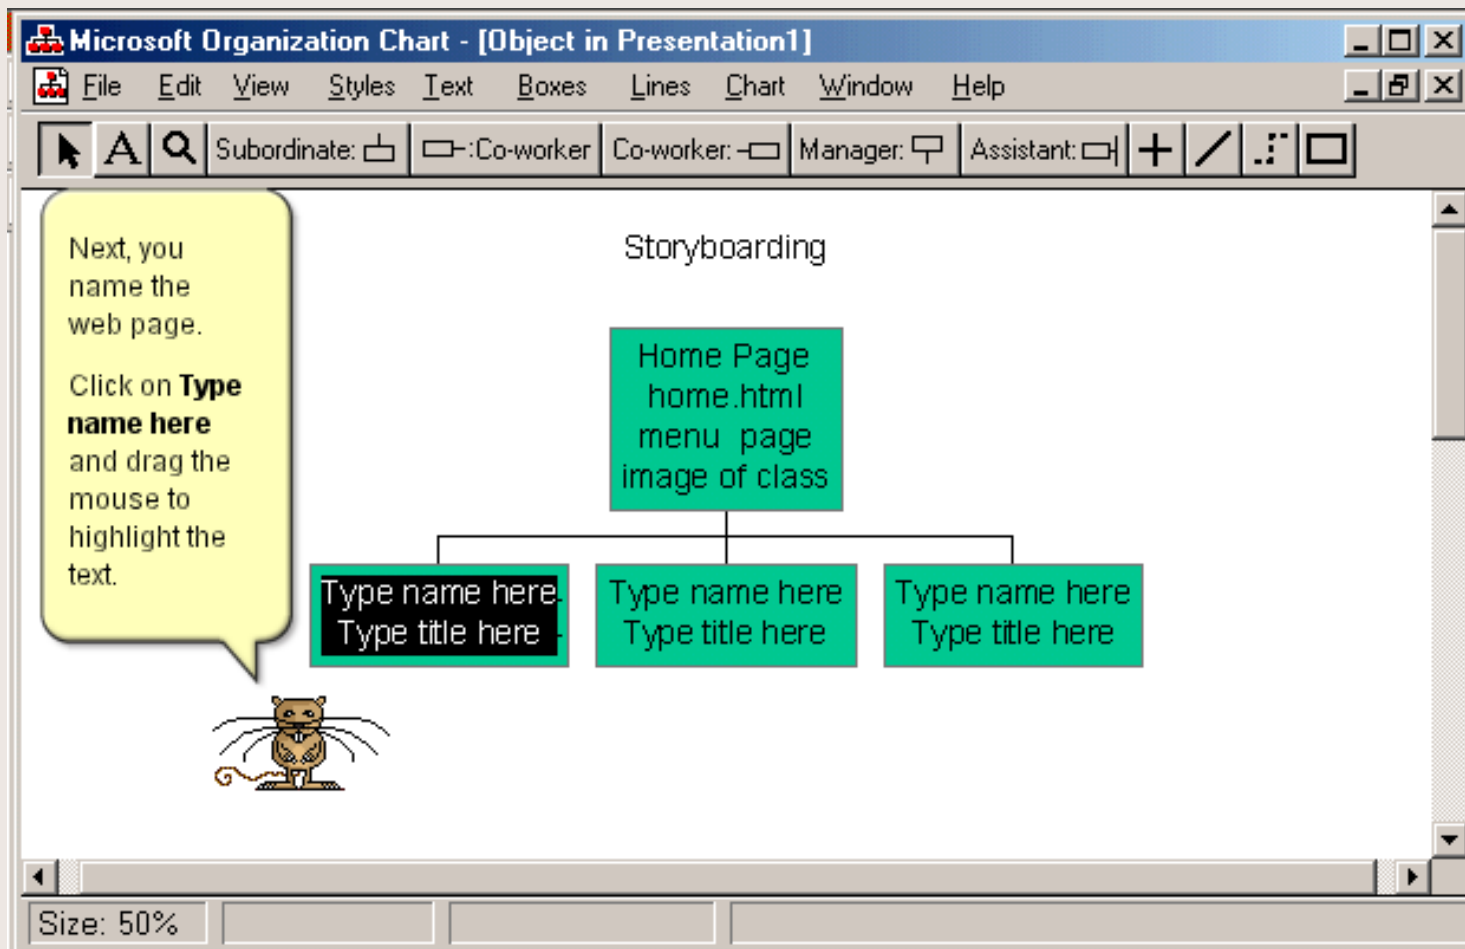 Microsoft Organization Chart - [Object in Presentation1]
File Edit View Styles Text Boxes Lines Chart Window Help
A Subordinate: :Co-worker Co-worker: Manager: Assistant:
Next, you
name the
web page.
Click on Type
name here
and drag the
mouse to
highlight the
text.
Storyboarding
Home Page
home.html
menu page
image of class
Type name here
Type title here
Type name here
Type title here
Type name here
Type title here
Size: 50%